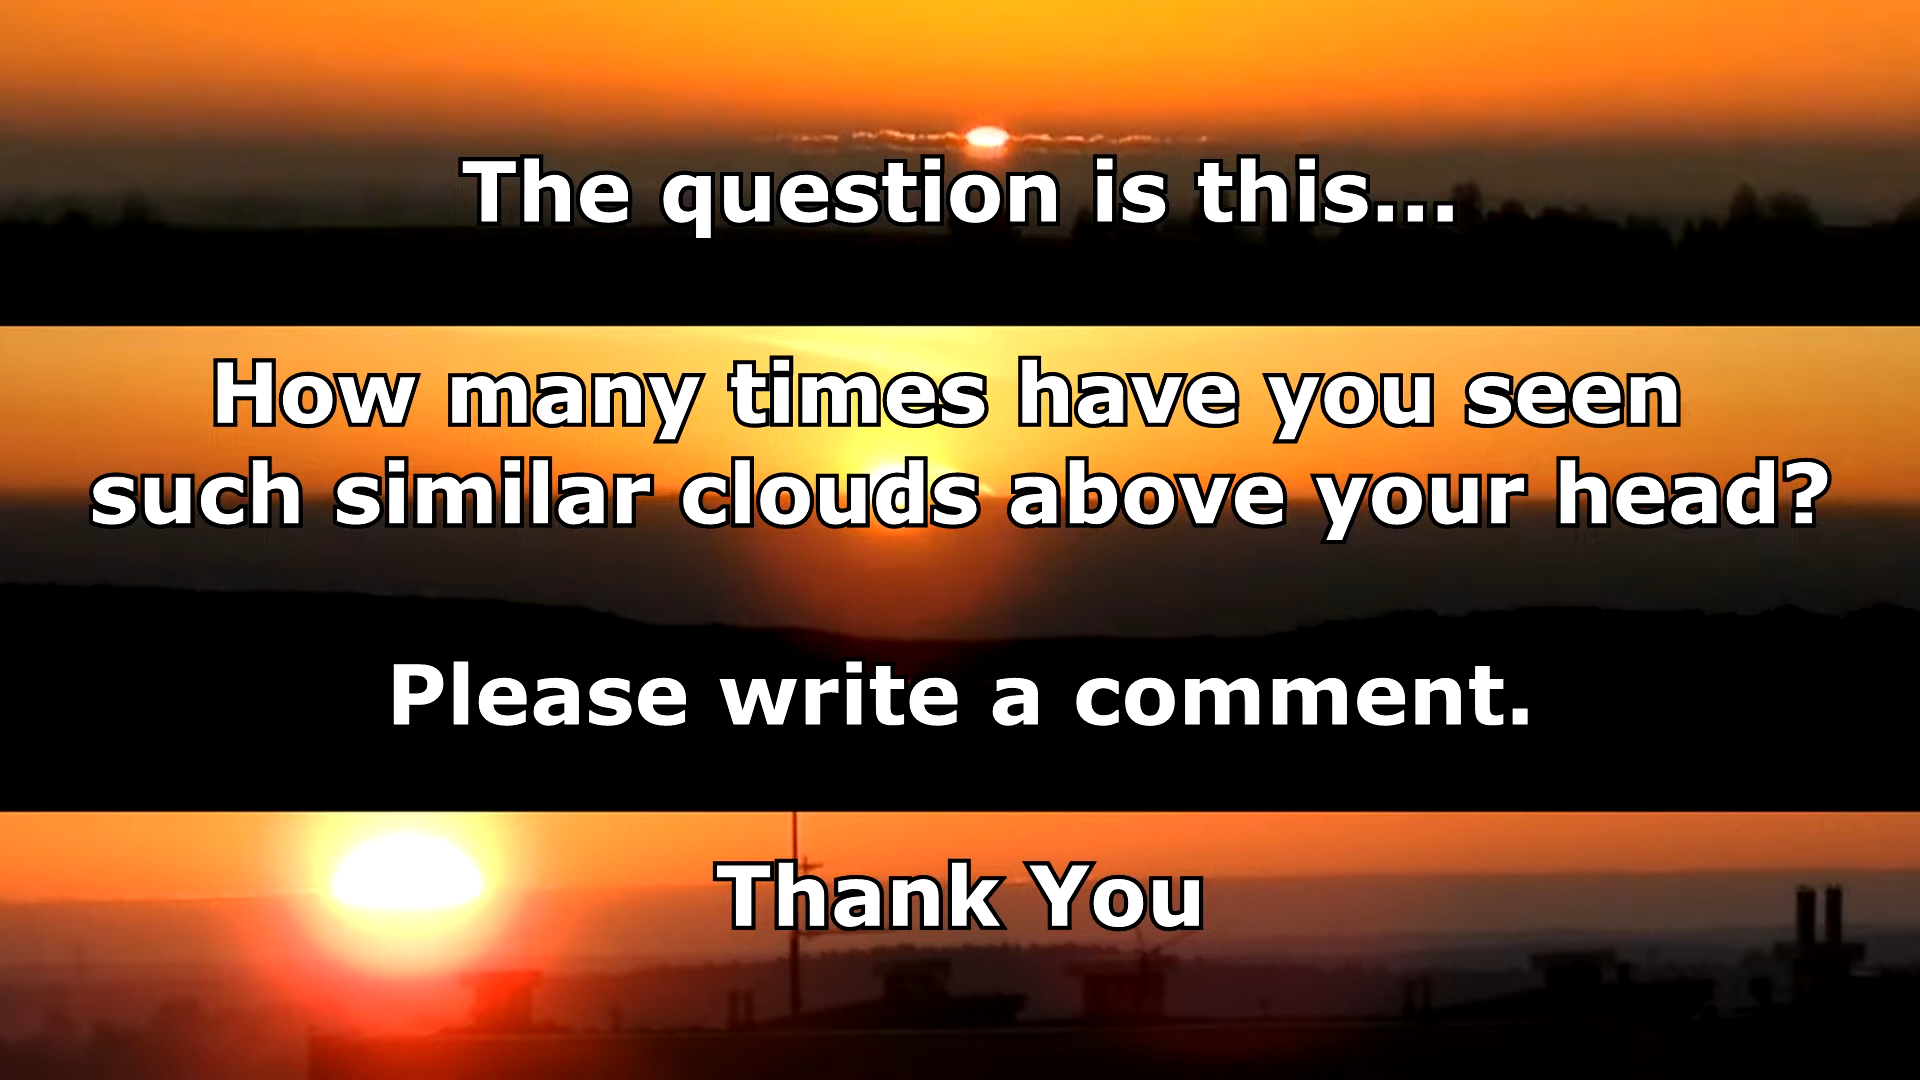 The question is this...
How many times have you seen
such similar clouds above your head?
Please write a comment.
Thank You